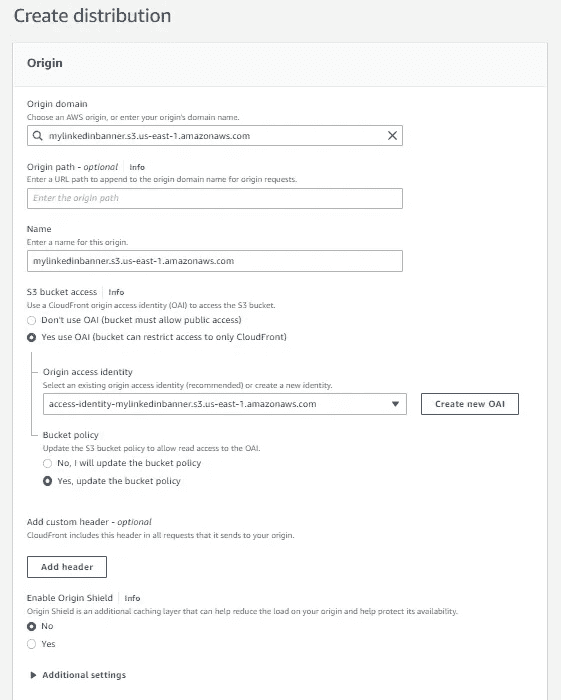 Create distribution
Origin
Origin domain
Choose an AWS origin, or enter your origin's domain name.
mylinkedinbanner.s3.us-east-1.amazonaws.com
Origin path - optional | Info
Enter a URL path to append to the origin domain name for origin requests.
Enter the origin path
Name
Enter a name for this origin.
mylinkedinbanner.s3.us-east-1.amazonaws.com
S3 bucket access | Info
Use a CloudFront origin access identity (OAI) to access the S3 bucket.
Don't use OAI (bucket must allow public access)
Yes use OAI (bucket can restrict access to only CloudFront)
Origin access identity
Select an existing origin access identity (recommended) or create a new identity.
access-identity-mylinkedinbanner.s3.us-east-1.amazonaws.com
Create new OAI
Bucket policy
Update the S3 bucket policy to allow read access to the OAI.
No, I will update the bucket policy
Yes, update the bucket policy
Add custom header - optional
CloudFront includes this header in all requests that it sends to your origin.
Add header
Enable Origin Shield | Info
Origin Shield is an additional caching layer that can help reduce the load on your origin and help protect its availability.
No
Yes
Additional settings